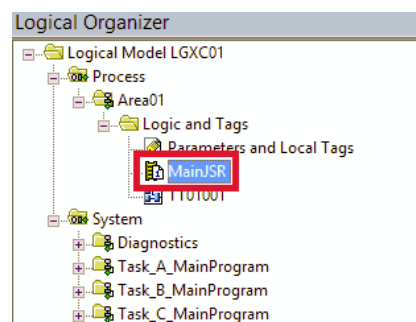 Logical Organizer
Logical Model LGXC01
Process
Area01
Logic and Tags
Parameters and Local Tags
MainJSR
TT01001
System
Diagnostics
Task_A_MainProgram
Task_B_MainProgram
Task_C_MainProgram